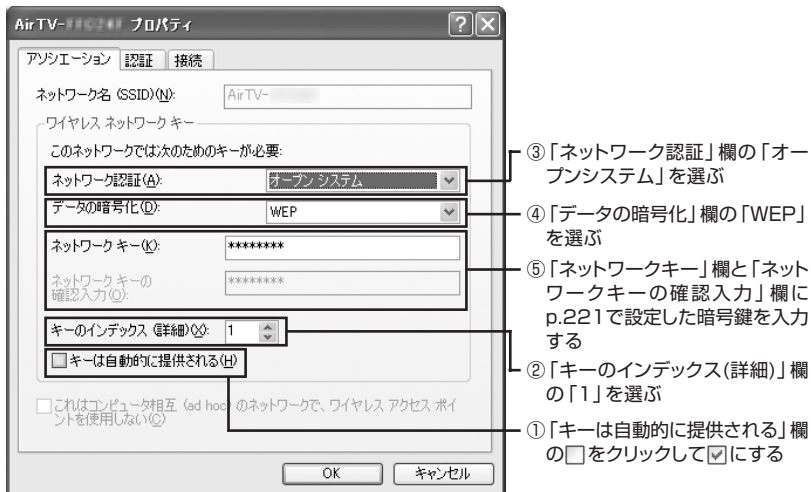 AirTV- プロパティ
アソシエーション 認証 接続
ネットワーク名 (SSID)(N): AirTV-
ワイヤレス ネットワーク キー
このネットワークでは次のためのキーが必要:
ネットワーク認証(A): オープン システム
データの暗号化(D): WEP
ネットワーク キー(K): ********
ネットワーク キーの
確認入力(O): ********
キーのインデックス (詳細)(X): 1
キーは自動的に提供される(H)
これはコンピュータ相互 (ad hoc) のネットワークで、ワイヤレス アクセス ポイ
ントを使用しない(C)
OK キャンセル
③「ネットワーク認証」欄の「オー
プンシステム」を選ぶ
④「データの暗号化」欄の「WEP」
を選ぶ
⑤「ネットワークキー」欄と「ネット
ワークキーの確認入力」欄に
p.221で設定した暗号鍵を入力
する
②「キーのインデックス(詳細)」欄
の「1」を選ぶ
①「キーは自動的に提供される」欄
の□をクリックして☑にする